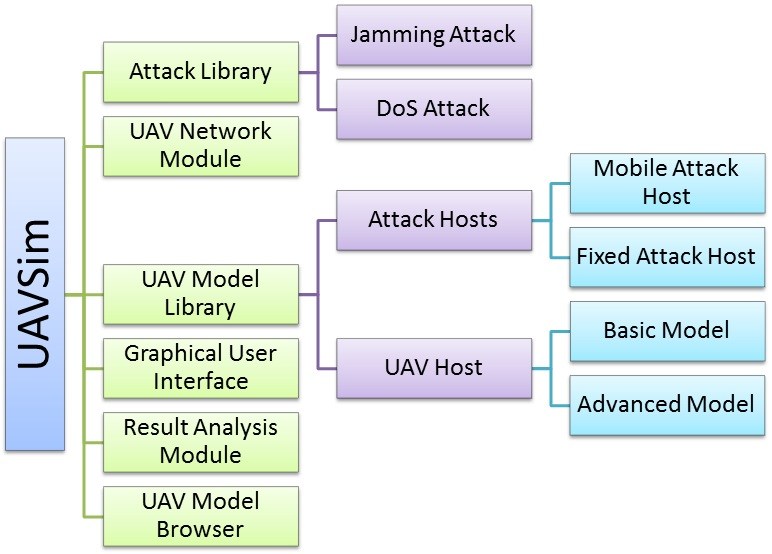 UAVSim
Attack Library
Jamming Attack
DoS Attack
UAV Network
Module
UAV Model
Library
Attack Hosts
Mobile Attack
Host
Fixed Attack Host
UAV Host
Basic Model
Advanced Model
Graphical User
Interface
Result Analysis
Module
UAV Model
Browser